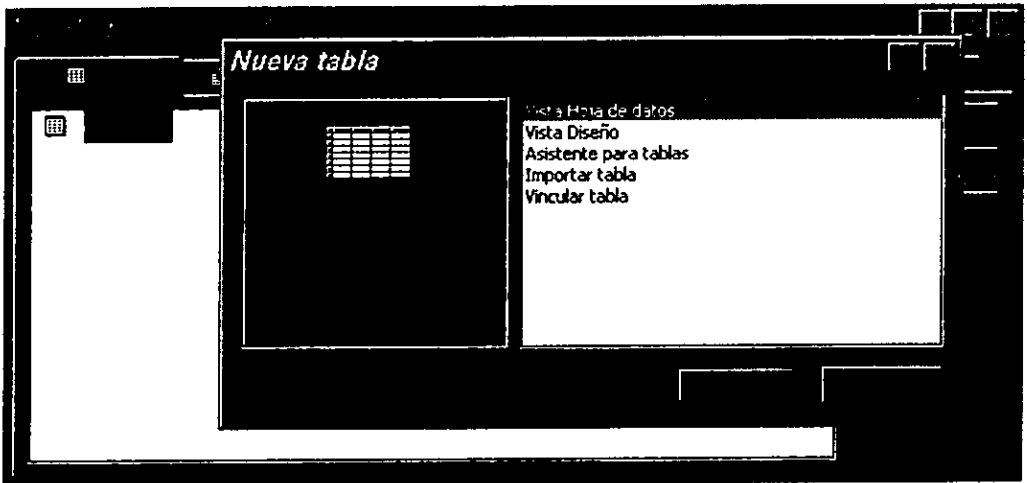 Nueva tabla
Vista Hoja de datos
Vista Diseño
Asistente para tablas
Importar tabla
Vincular tabla